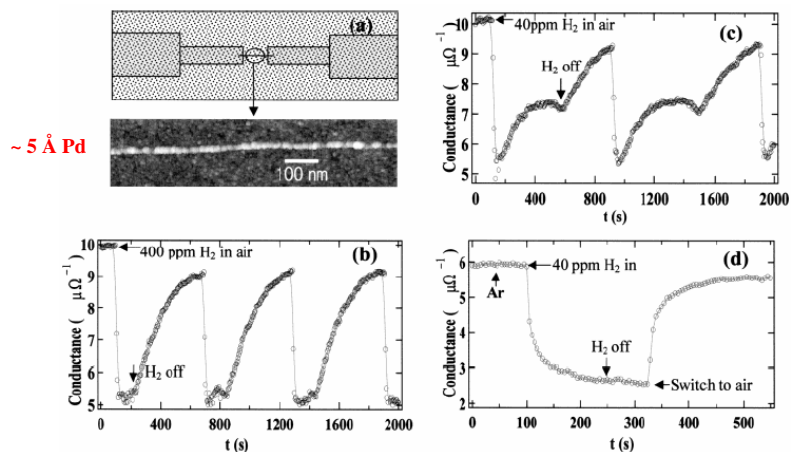 (a)
~ 5 Å Pd
100 nm
(c)
40ppm H2 in air
H2 off
Conductance ( μΩ⁻¹)
10
9
8
7
6
5
0 400 800 1200 1600 2000
t (s)
(b)
400 ppm H2 in air
H2 off
Conductance ( μΩ⁻¹)
10
9
8
7
6
5
0 400 800 1200 1600 2000
t (s)
(d)
40 ppm H2 in
Ar
H2 off
Switch to air
Conductance ( μΩ⁻¹)
6
5
4
3
2
0 100 200 300 400 500
t (s)